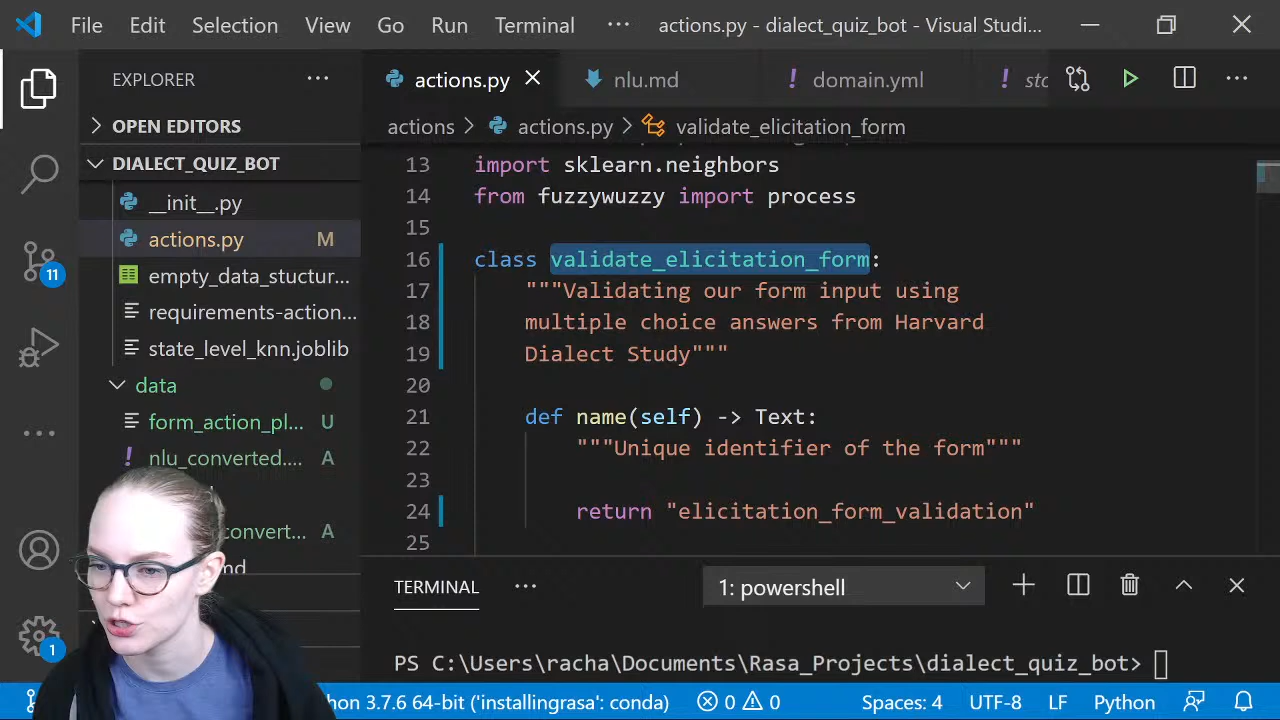 File Edit Selection View Go Run Terminal ··· actions.py - dialect_quiz_bot - Visual Studi...
EXPLORER ···
actions.py nlu.md ! domain.yml ! sto ···
actions > actions.py > validate_elicitation_form
OPEN EDITORS
DIALECT_QUIZ_BOT
__init__.py
actions.py M
empty_data_stuctur...
requirements-action...
state_level_knn.joblib
data
form_action_pl... U
! nlu_converted.... A
convert... A
md
11
1
13 import sklearn.neighbors
14 from fuzzywuzzy import process
15
16 class validate_elicitation_form:
17 """Validating our form input using
18 multiple choice answers from Harvard
19 Dialect Study"""
20
21 def name(self) -> Text:
22 """Unique identifier of the form"""
23
24 return "elicitation_form_validation"
25
TERMINAL ··· 1: powershell
PS C:\Users\racha\Documents\Rasa_Projects\dialect_quiz_bot>
hon 3.7.6 64-bit ('installingrasa': conda) 0 0 Spaces: 4 UTF-8 LF Python